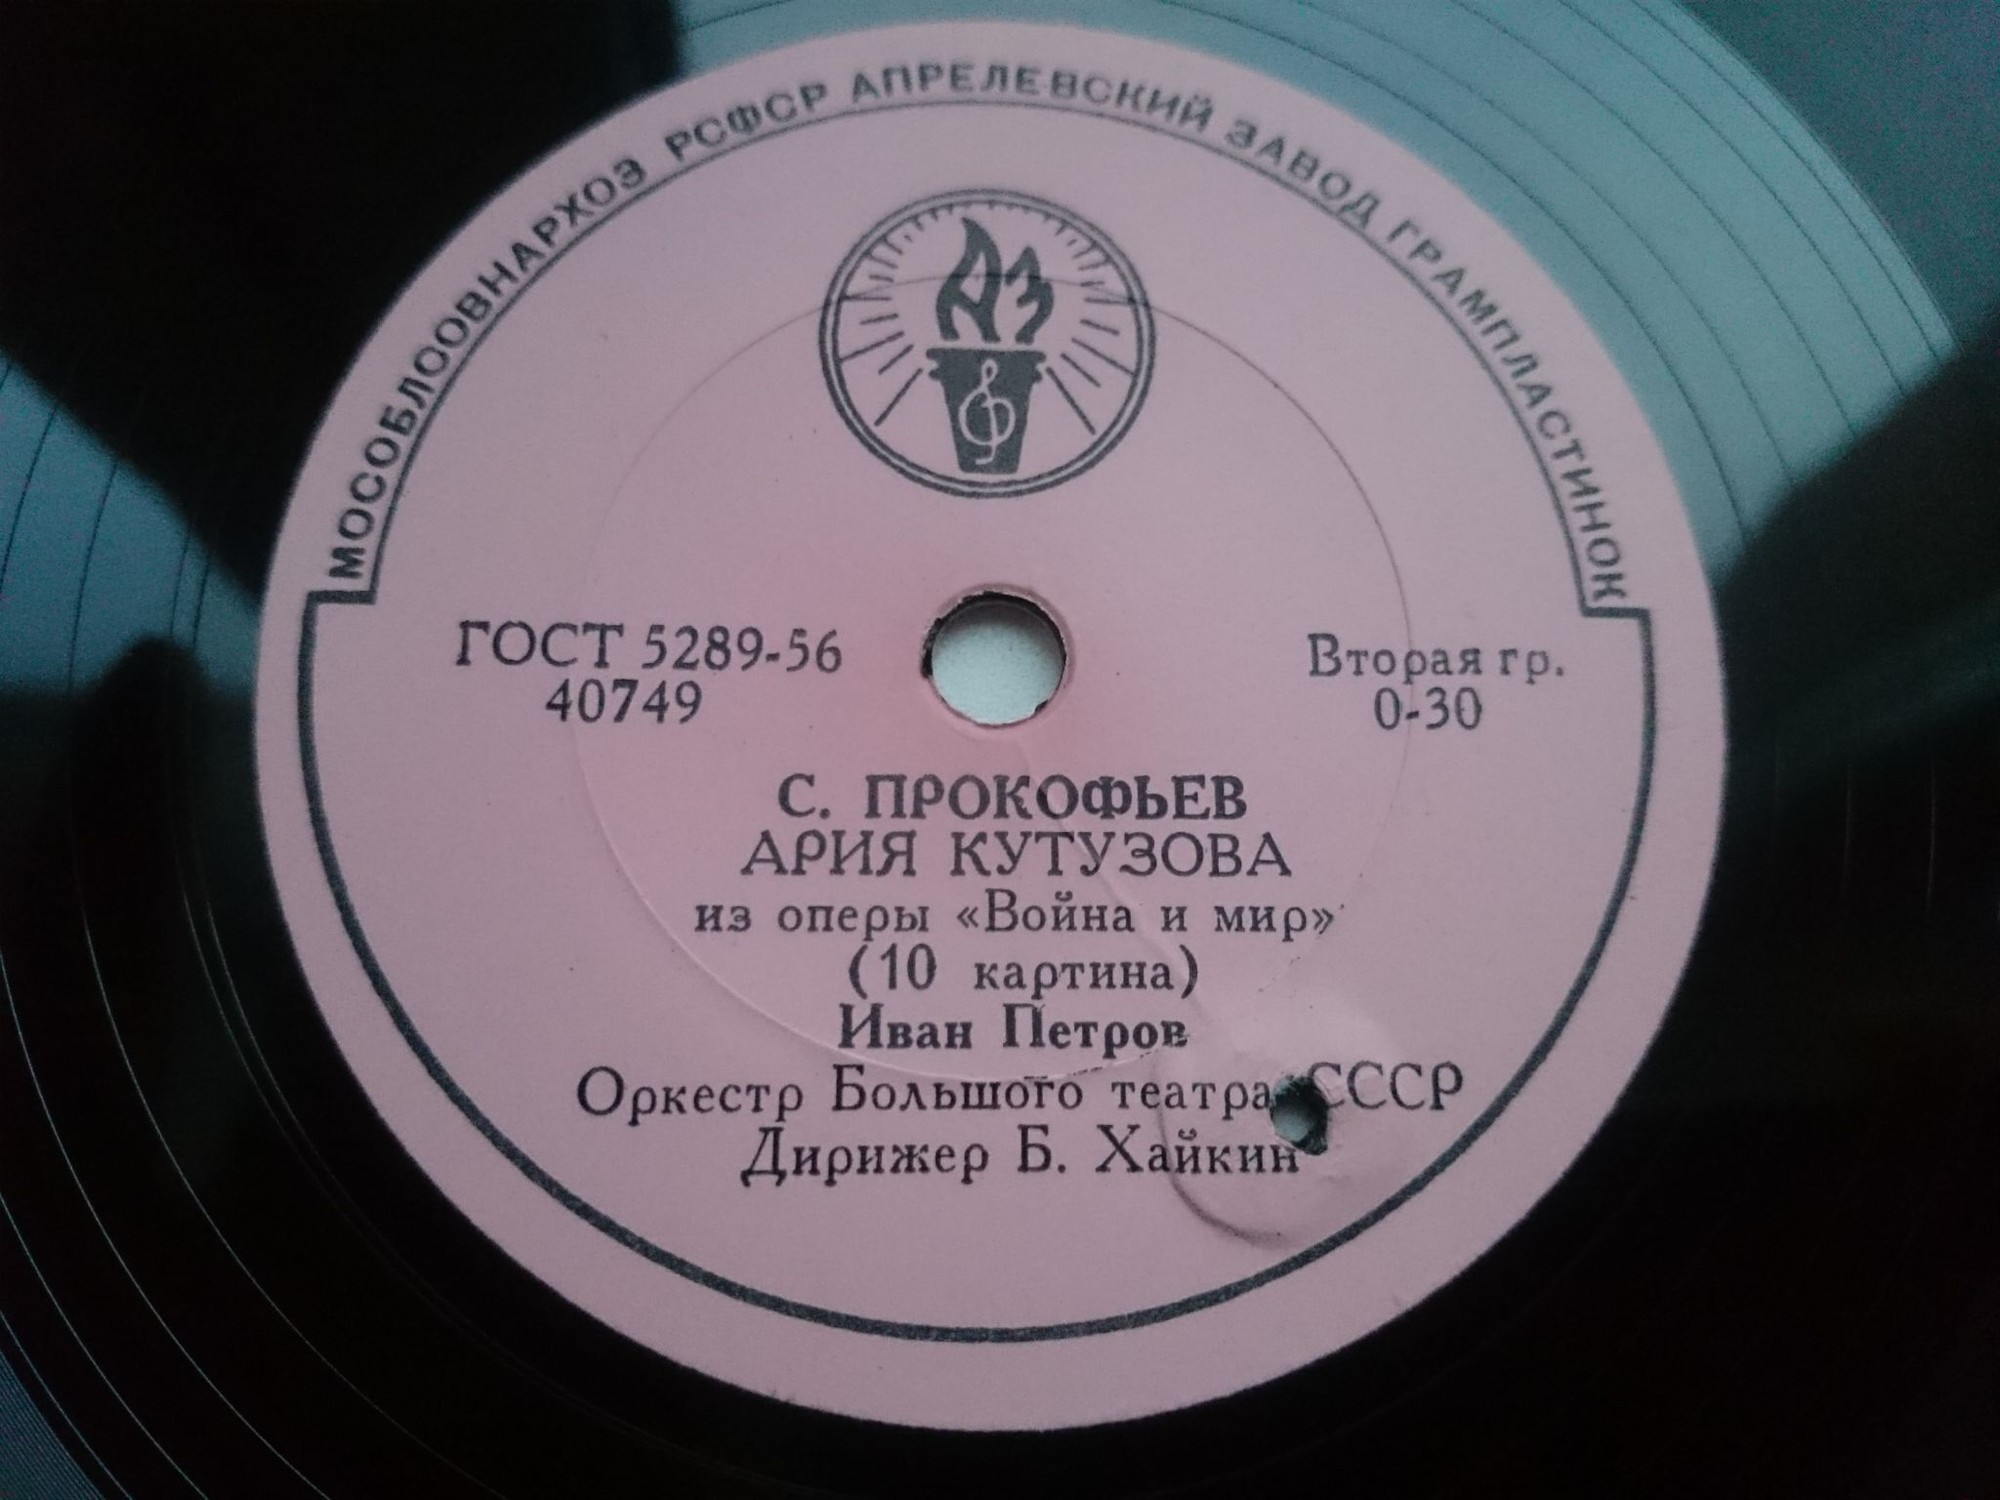 МОСОБЛСОВНАРХОЗ РСФСР АПРЕЛЕВСКИЙ ЗАВОД ГРАМПЛАСТИНОК
АЗ
ГОСТ 5289-56
40749
Вторая гр.
0-30
С. ПРОКОФЬЕВ
АРИЯ КУТУЗОВА
из оперы «Война и мир»
(10 картина)
Иван Петров
Оркестр Большого театра СССР
Дирижер Б. Хайкин